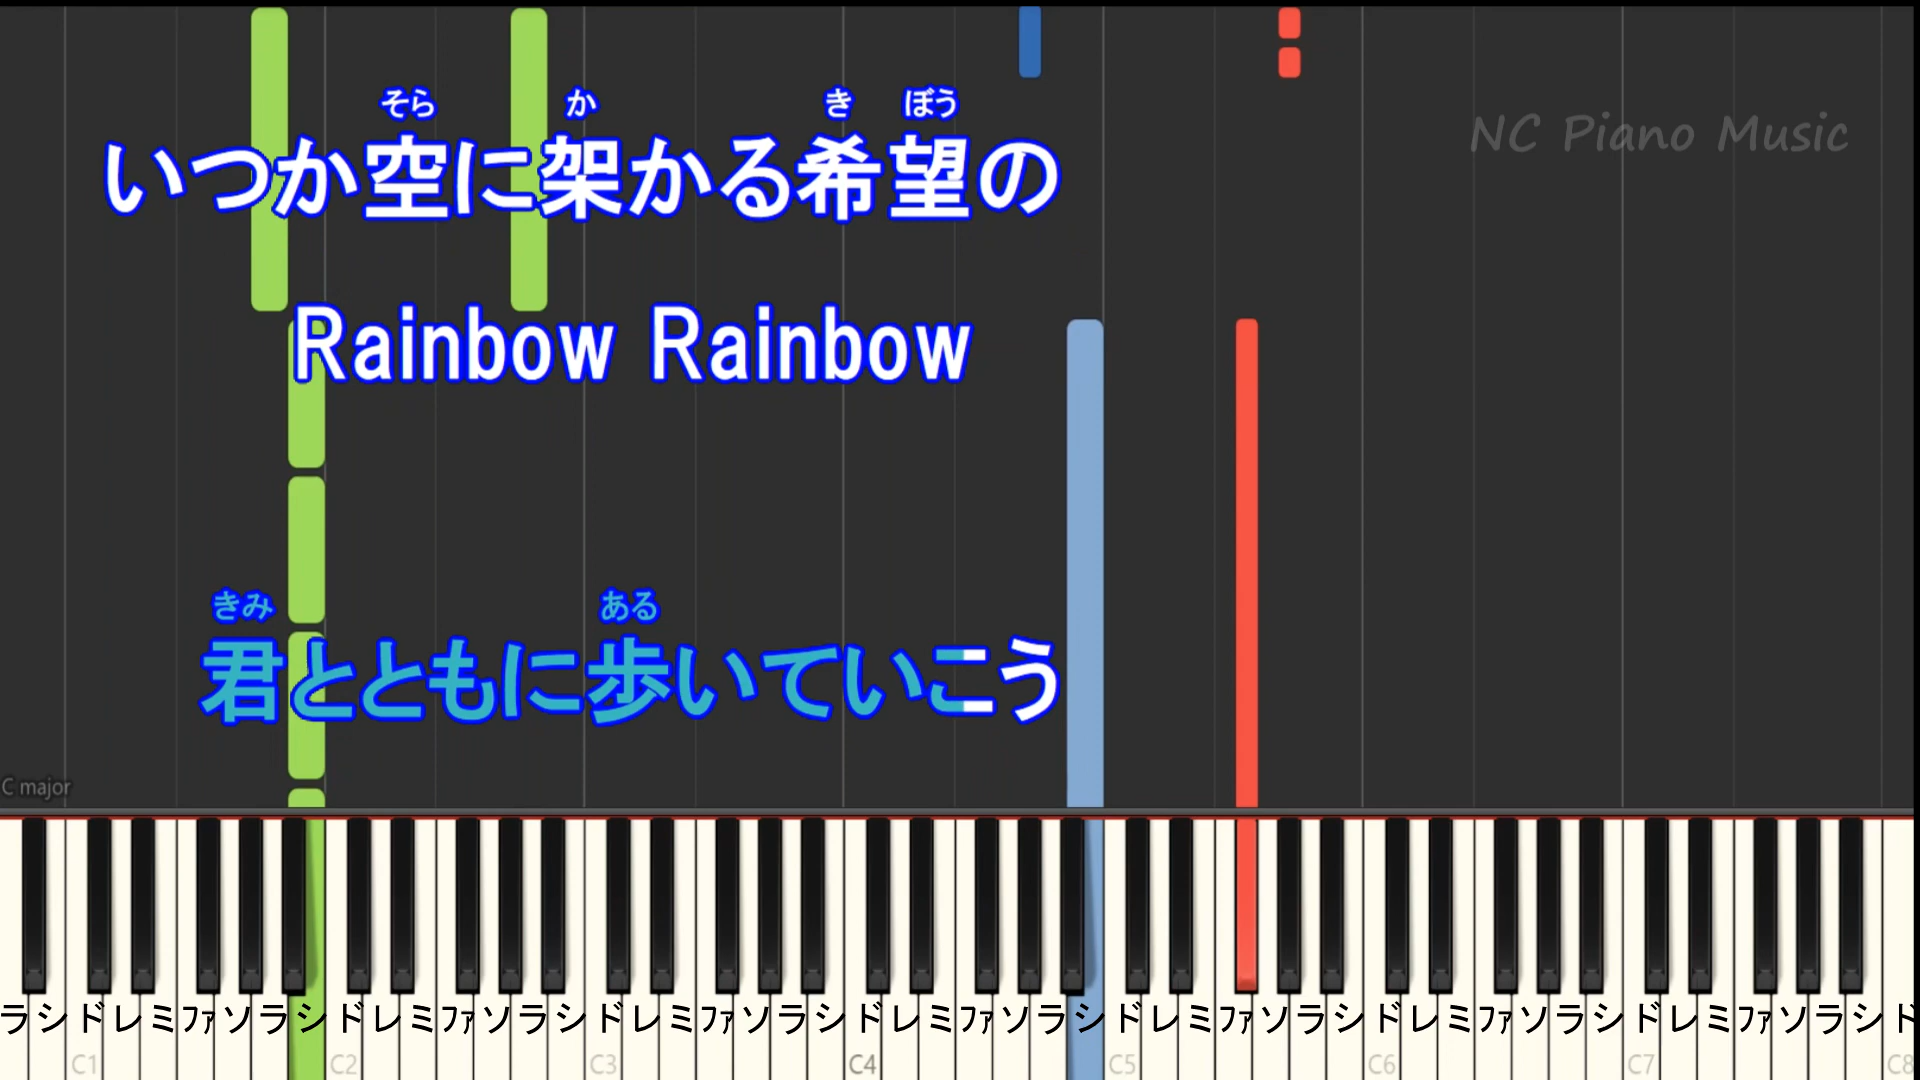 そら か き ぼう
いつか空に架かる希望の
NC Piano Music
Rainbow Rainbow
きみ ある
君とともに歩いていこう
C major
ラシドレミファソラシドレミファソラシドレミファソラシドレミファソラシドレミファソラシドレミファソラシドレミファソラシド
C1 C2 C3 C4 C5 C6 C7 C8